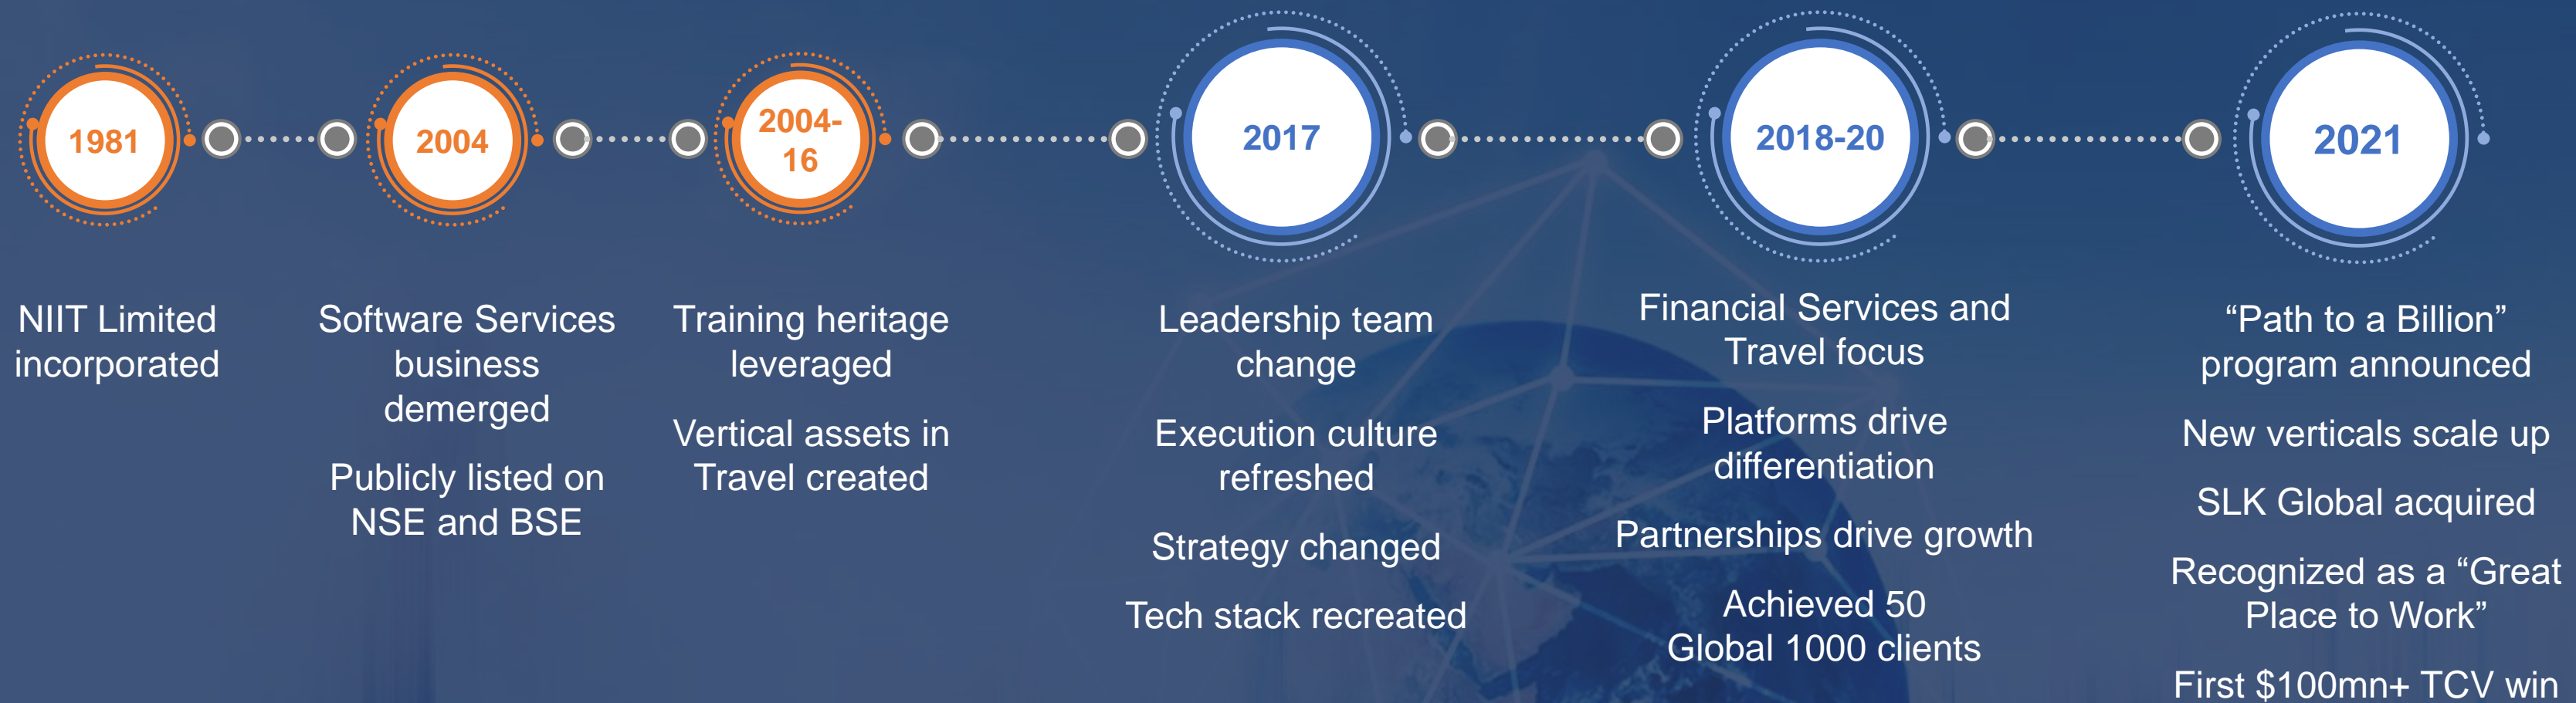 1981
NIIT Limited
incorporated
2004
Software Services
business
demerged
Publicly listed on
NSE and BSE
2004-
16
Training heritage
leveraged
Vertical assets in
Travel created
2017
Leadership team
change
Execution culture
refreshed
Strategy changed
Tech stack recreated
2018-20
Financial Services and
Travel focus
Platforms drive
differentiation
Partnerships drive growth
Achieved 50
Global 1000 clients
2021
“Path to a Billion”
program announced
New verticals scale up
SLK Global acquired
Recognized as a “Great
Place to Work”
First $100mn+ TCV win